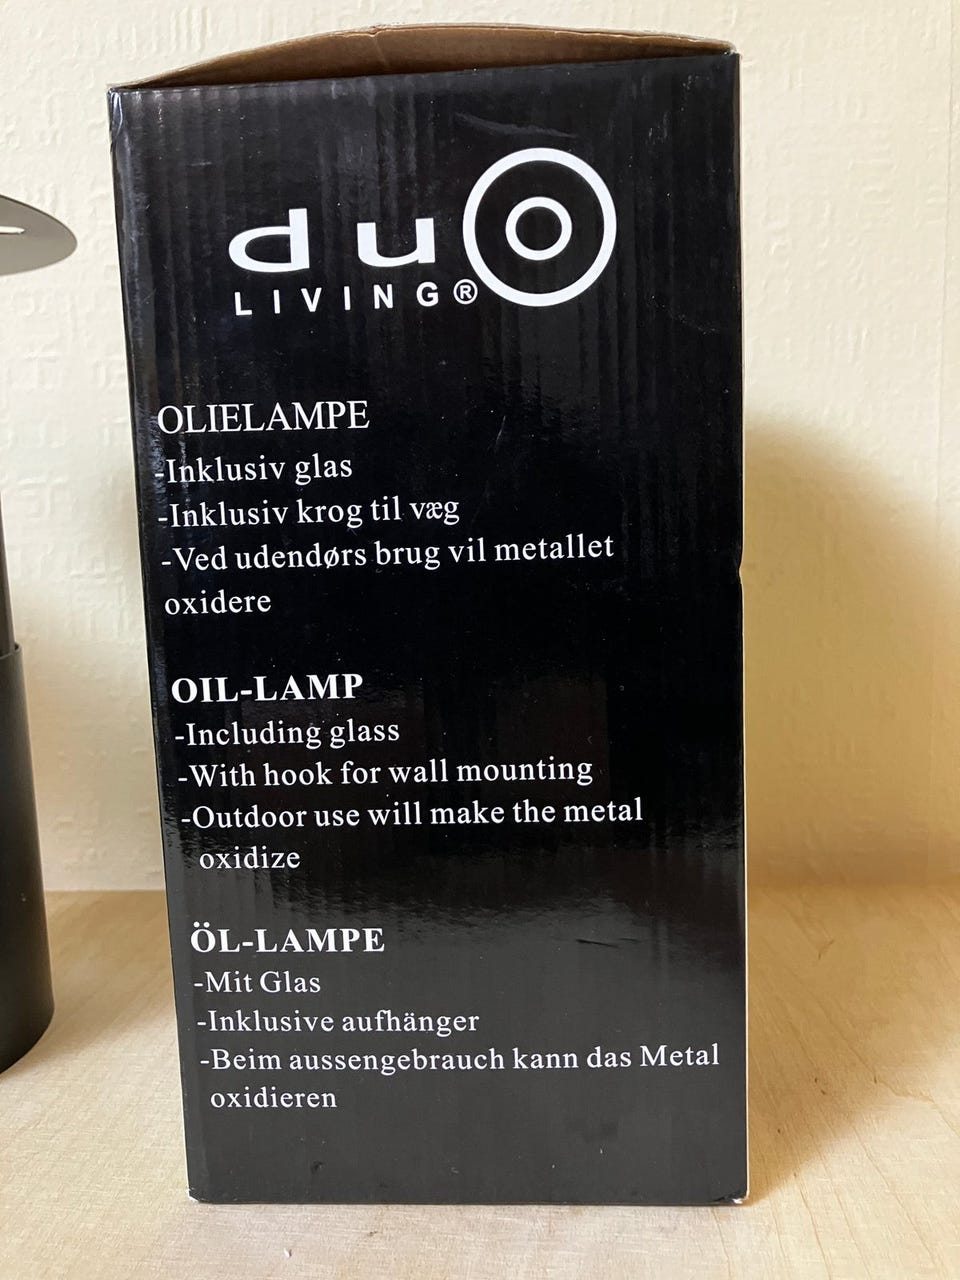 duo
LIVING®
OLIELAMPE
-Inklusiv glas
-Inklusiv krog til væg
-Ved udendørs brug vil metallet
oxidere
OIL-LAMP
-Including glass
-With hook for wall mounting
-Outdoor use will make the metal
oxidize
ÖL-LAMPE
-Mit Glas
-Inklusive aufhänger
-Beim aussengebrauch kann das Metal
oxidieren